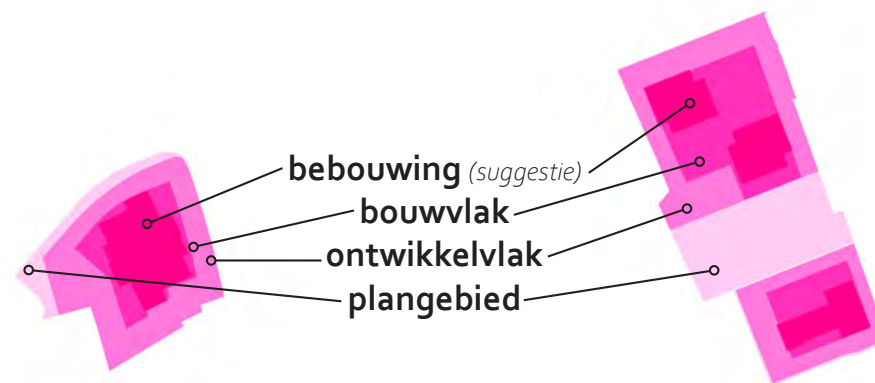 bebouwing (suggestie)
bouwvlak
ontwikkelvlak
plangebied